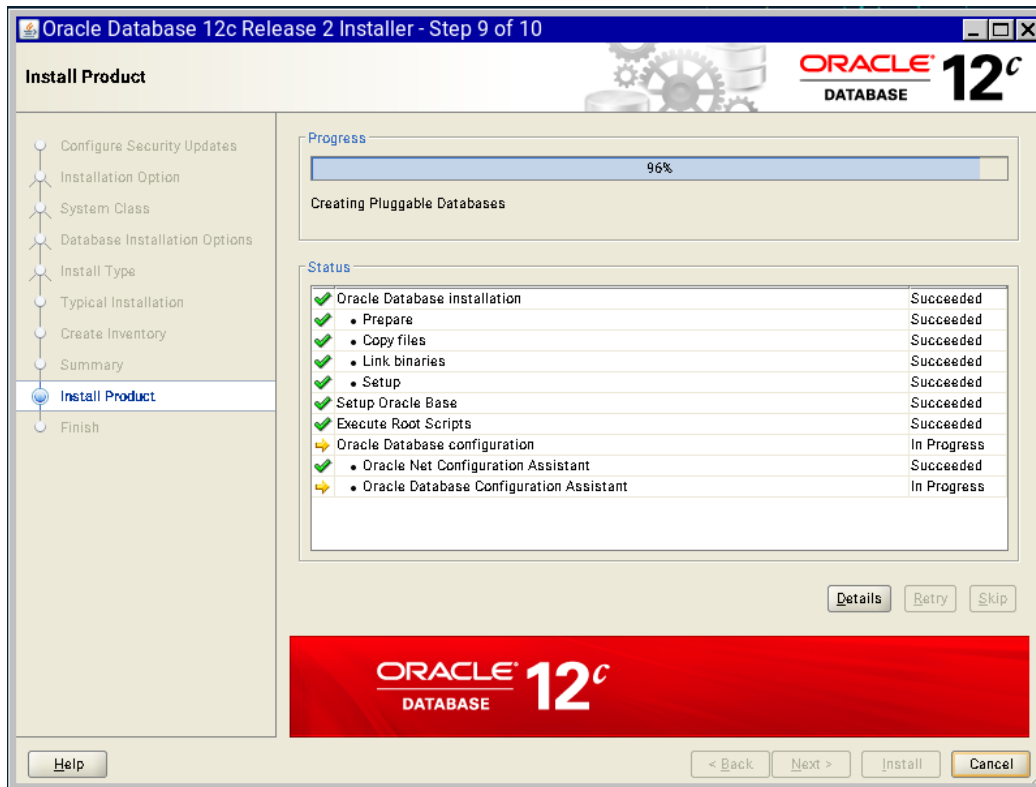 Oracle Database 12c Release 2 Installer - Step 9 of 10
Install Product
ORACLE® 12c
DATABASE
Configure Security Updates
Installation Option
System Class
Database Installation Options
Install Type
Typical Installation
Create Inventory
Summary
Install Product
Finish
Progress
96%
Creating Pluggable Databases
Status
Oracle Database installation Succeeded
• Prepare Succeeded
• Copy files Succeeded
• Link binaries Succeeded
• Setup Succeeded
Setup Oracle Base Succeeded
Execute Root Scripts Succeeded
Oracle Database configuration In Progress
• Oracle Net Configuration Assistant Succeeded
• Oracle Database Configuration Assistant In Progress
Details Retry Skip
ORACLE® 12c
DATABASE
Help < Back Next > Install Cancel